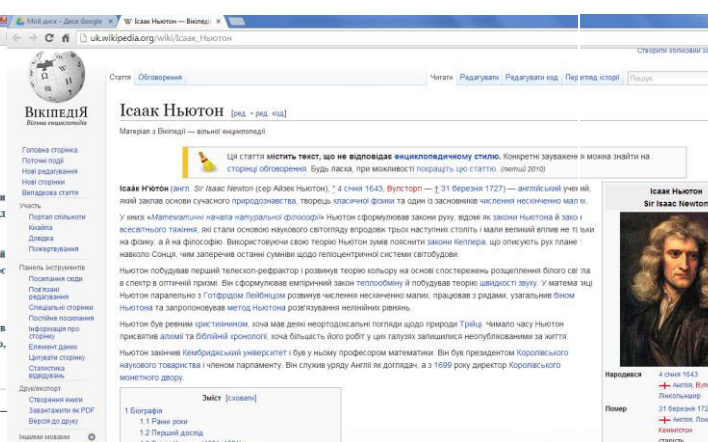 Мой диск – Диск Google
Ісаак Ньютон — Вікіпеді
uk.wikipedia.org/wiki/Ісаак_Ньютон
Створити обліковий за
Стаття Обговорення
Читати Редагувати Редагувати код Перегляд історії
Пошук
ВІКІПЕДІЯ
Вільна енциклопедія
Головна сторінка
Поточні події
Нові редагування
Нові сторінки
Випадкова стаття
Участь
Портал спільноти
Кнайпа
Довідка
Пожертвування
Панель інструментів
Посилання сюди
Пов'язані
редагування
Спеціальні сторінки
Постійне посилання
Інформація про
сторінку
Елемент даних
Цитувати сторінку
Статистика
відвідувань
Друк/експорт
Створення книги
Завантажити як PDF
Версія до друку
Іншими мовами
Ісаак Ньютон [ред. • ред. код]
Матеріал з Вікіпедії — вільної енциклопедії.
Ця стаття містить текст, що не відповідає енциклопедичному стилю. Конкретні зауваження можна знайти на
сторінці обговорення. Будь ласка, при можливості покращіть цю статтю. (лютий 2010)
Ісаа́к Нью́то́н (англ. Sir Isaac Newton (сер Айзек Ньютон), * 4 січня 1643, Вулсторп — † 31 березня 1727) — англійський учений,
який заклав основи сучасного природознавства, творець класичної фізики та один із засновників числення нескінченно мал
У книзі «Математичні начала натуральної філософії» Ньютон сформулював закони руху, відомі як закони Ньютона й зако
всесвітнього тяжіння, які стали основою наукового світогляду впродовж трьох наступних століть і мали великий вплив не тільки
на фізику, а й на філософію. Використовуючи свою теорію Ньютон зумів пояснити закони Кеплера, що описують рух плане
навколо Сонця, чим заперечив останні сумніви щодо геліоцентричної системи світобудови.
Ньютон побудував перший телескоп-рефрактор і розвинув теорію кольору на основі спостережень розщеплення білого світла
в спектр в оптичній призмі. Він сформулював емпіричний закон теплообміну й побудував теорію швидкості звуку. У математиці
Ньютон паралельно з Готфрідом Лейбніцом розвинув числення нескінченно малих, працював з рядами, узагальнив біном
Ньютона та запропонував метод Ньютона розв'язування нелінійних рівнянь.
Ньютон був ревним християнином, хоча мав деякі неортодоксальні погляди щодо природи Трійці. Чимало часу Ньютон
присвятив алхімії та біблійній хронології, хоча більшість його робіт у цих галузях залишилися неопублікованими за життя.
Ньютон закінчив Кембриджський університет і був у ньому професором математики. Він був президентом Королівського
наукового товариства і членом парламенту. Він служив уряду Англії як доглядач, а з 1699 року директор Королівського
монетного двору.
Зміст [сховати]
1 Біографія
1.1 Ранні роки
1.2 Перший дослід
Ісаак Ньютон
Sir Isaac Newton
Народився 4 січня 1643
Англія, Вул
Лінкольншир
Помер 31 березня 172
Англія, Лон
Кенсінгтон
старість